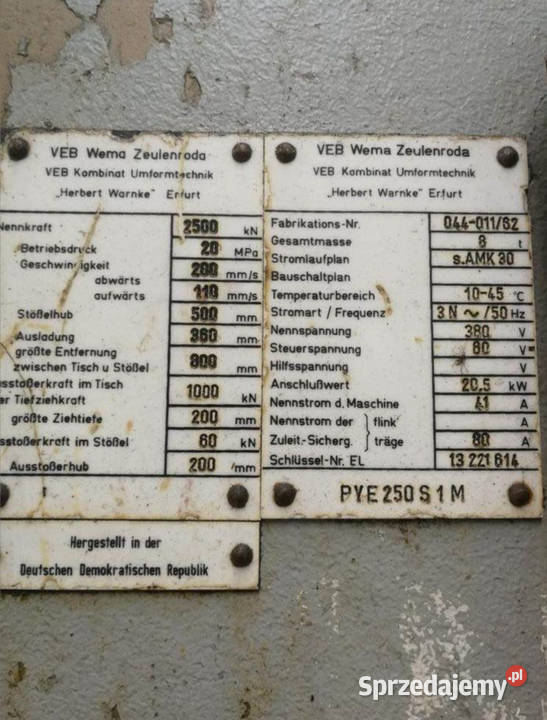 VEB Wema Zeulenroda
VEB Kombinat Umformtechnik
„Herbert Warnke" Erfurt
Nennkraft 2500 kN
Betriebsdruck 20 MPa
Geschwindigkeit
abwärts 200 mm/s
aufwärts 110 mm/s
Stößelhub 500 mm
Ausladung 360 mm
größte Entfernung
zwischen Tisch u Stößel 800 mm
sstoßerkraft im Tisch
er Tiefziehkraft 1000 kN
größte Ziehtiefe 200 mm
sstoßerkraft im Stößel 60 kN
Ausstoßerhub 200 mm
1
Hergestellt in der
Deutschen Demokratischen Republik
VEB Wema Zeulenroda
VEB Kombinat Umformtechnik
„Herbert Warnke" Erfurt
Fabrikations-Nr. 044-011/82
Gesamtmasse 8 t
Stromlaufplan s.AMK 30
Bauschaltplan
Temperaturbereich 10-45 °C
Stromart / Frequenz 3 N ~ /50 Hz
Nennspannung 380 V
Steuerspannung 60 V=
Hilfsspannung V
Anschlußwert 20,5 kW
Nennstrom d. Maschine 41 A
Nennstrom der flink A
Zuleit.-Sicherg. träge 80 A
Schlüssel-Nr. EL 13 221 614
PYE 250 S 1 M
Sprzedajemy.pl